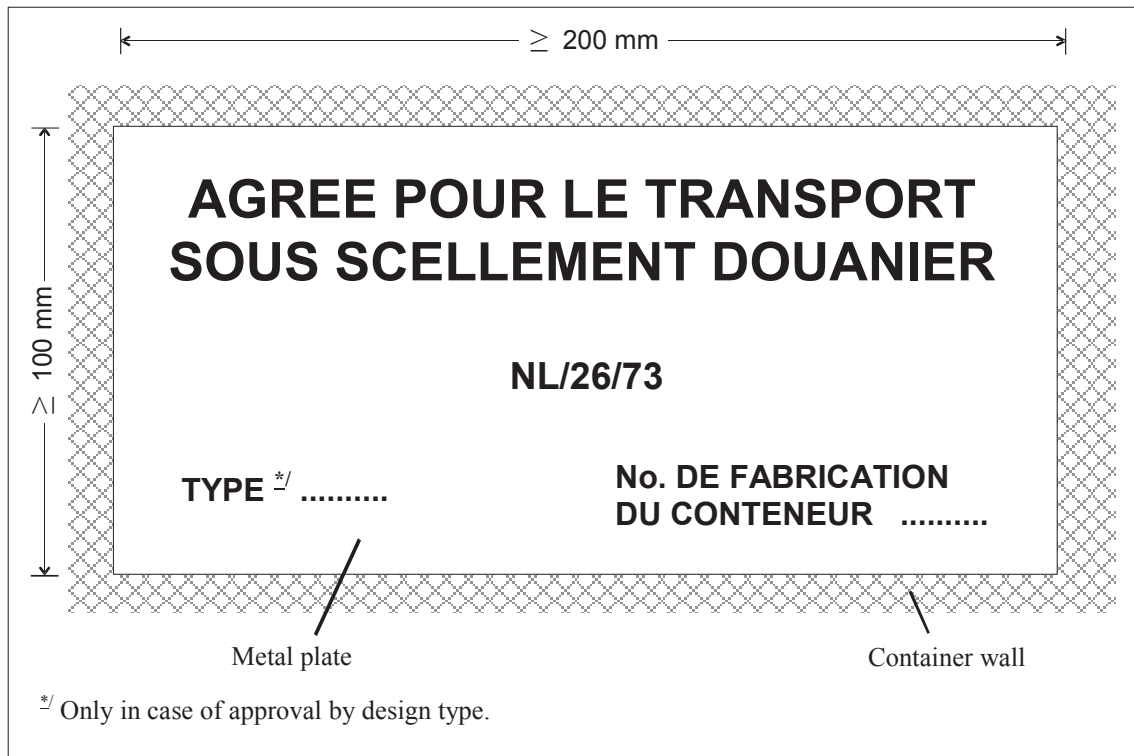 ≥ 200 mm
≥ 100 mm
AGREE POUR LE TRANSPORT
SOUS SCELLEMENT DOUANIER
NL/26/73
TYPE */ ..........
No. DE FABRICATION
DU CONTENEUR ..........
Metal plate
Container wall
*/ Only in case of approval by design type.